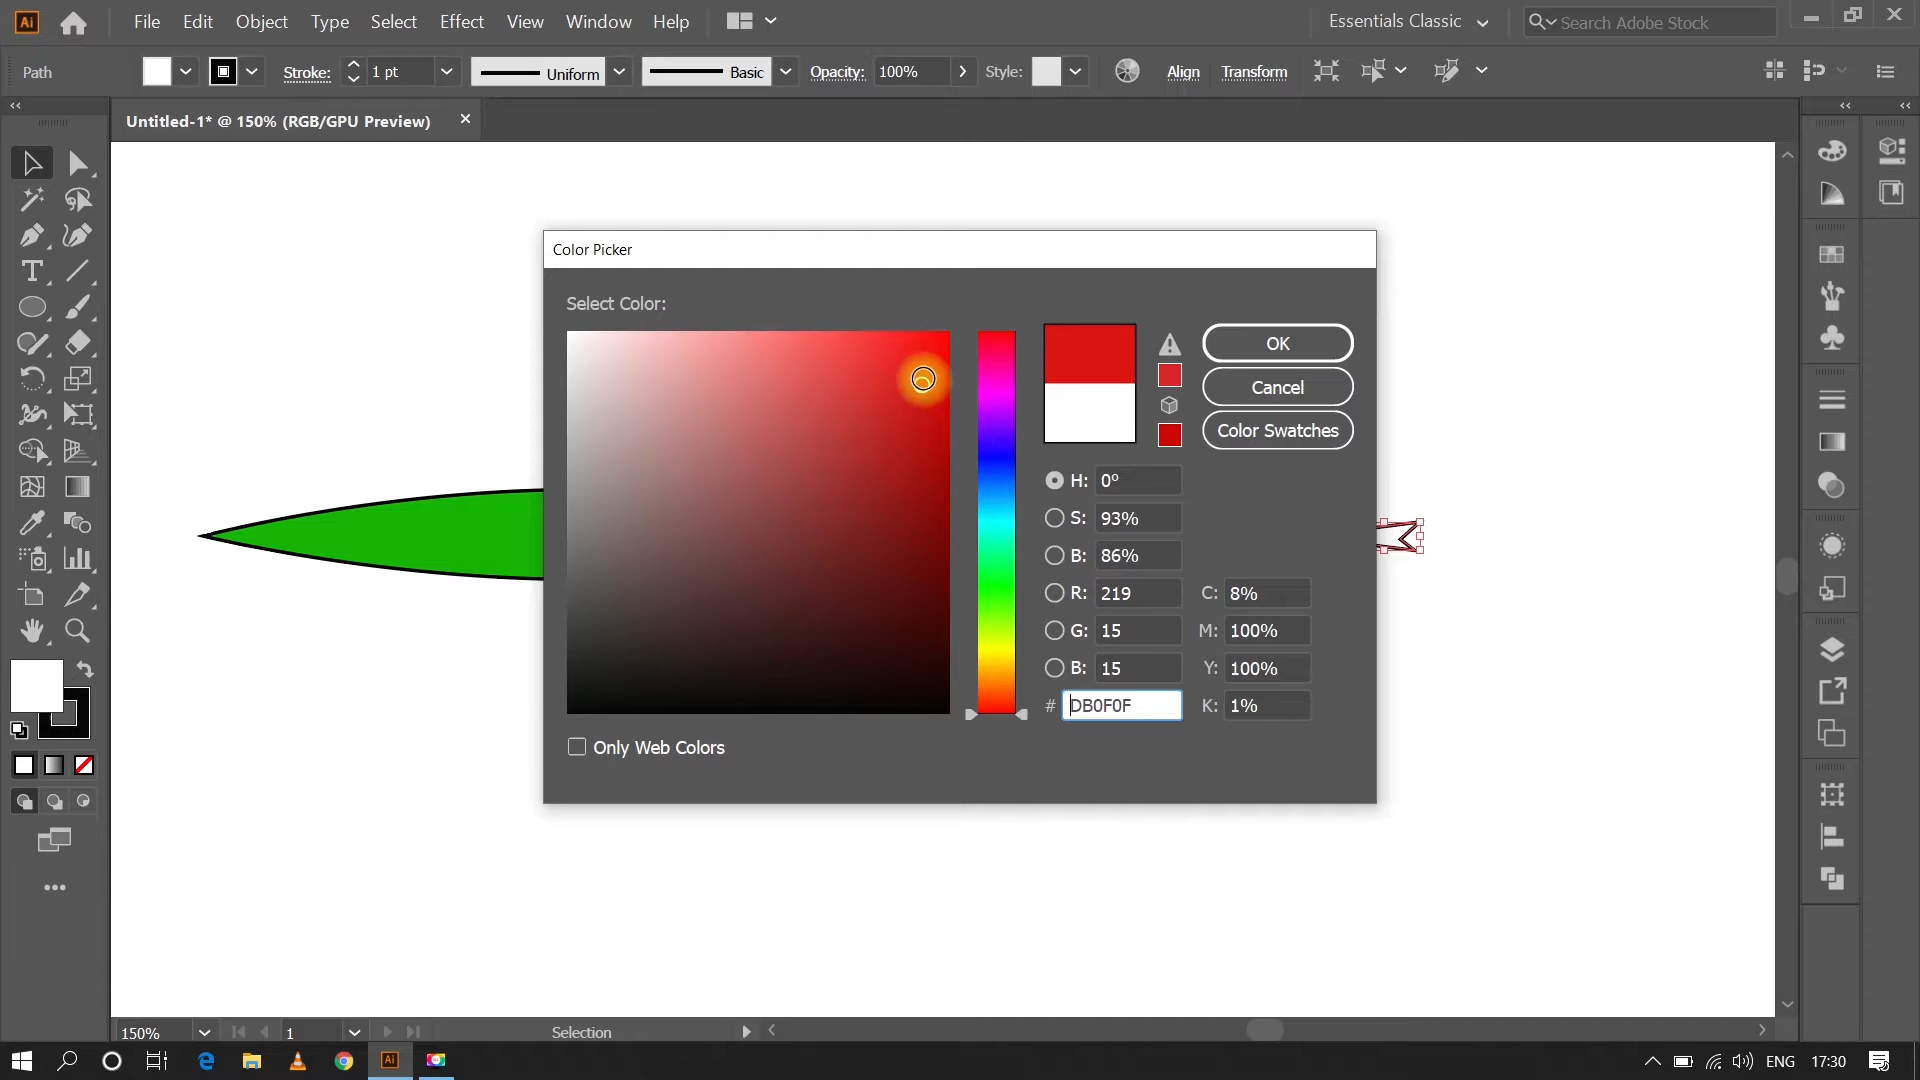 Ai File Edit Object Type Select Effect View Window Help Essentials Classic Search Adobe Stock
Path Stroke: 1 pt Uniform Basic Opacity: 100% Style: Align Transform
Untitled-1* @ 150% (RGB/GPU Preview)
Color Picker
Select Color:
OK
Cancel
Color Swatches
H: 0°
S: 93%
B: 86%
R: 219 C: 8%
G: 15 M: 100%
B: 15 Y: 100%
# DB0F0F K: 1%
Only Web Colors
150% 1 Selection
Ai ENG 17:30